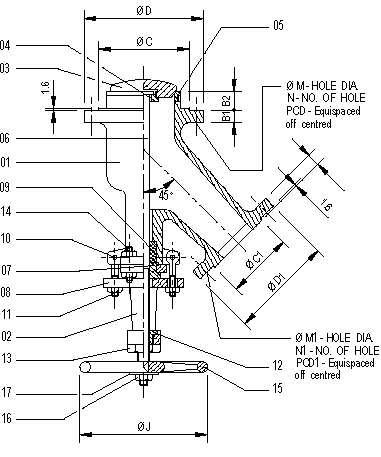 ØD
05
04
ØC
03
1.6
B1 B2
Ø M - HOLE DIA.
N - NO. OF HOLE
PCD - Equispaced
off centred
06
01
09
45°
1.6
14
10
ØC1
07
ØD1
08
11
02
Ø M1 - HOLE DIA.
N1 - NO. OF HOLE
PCD1 - Equispaced
off centred
13
12
17
15
16
ØJ